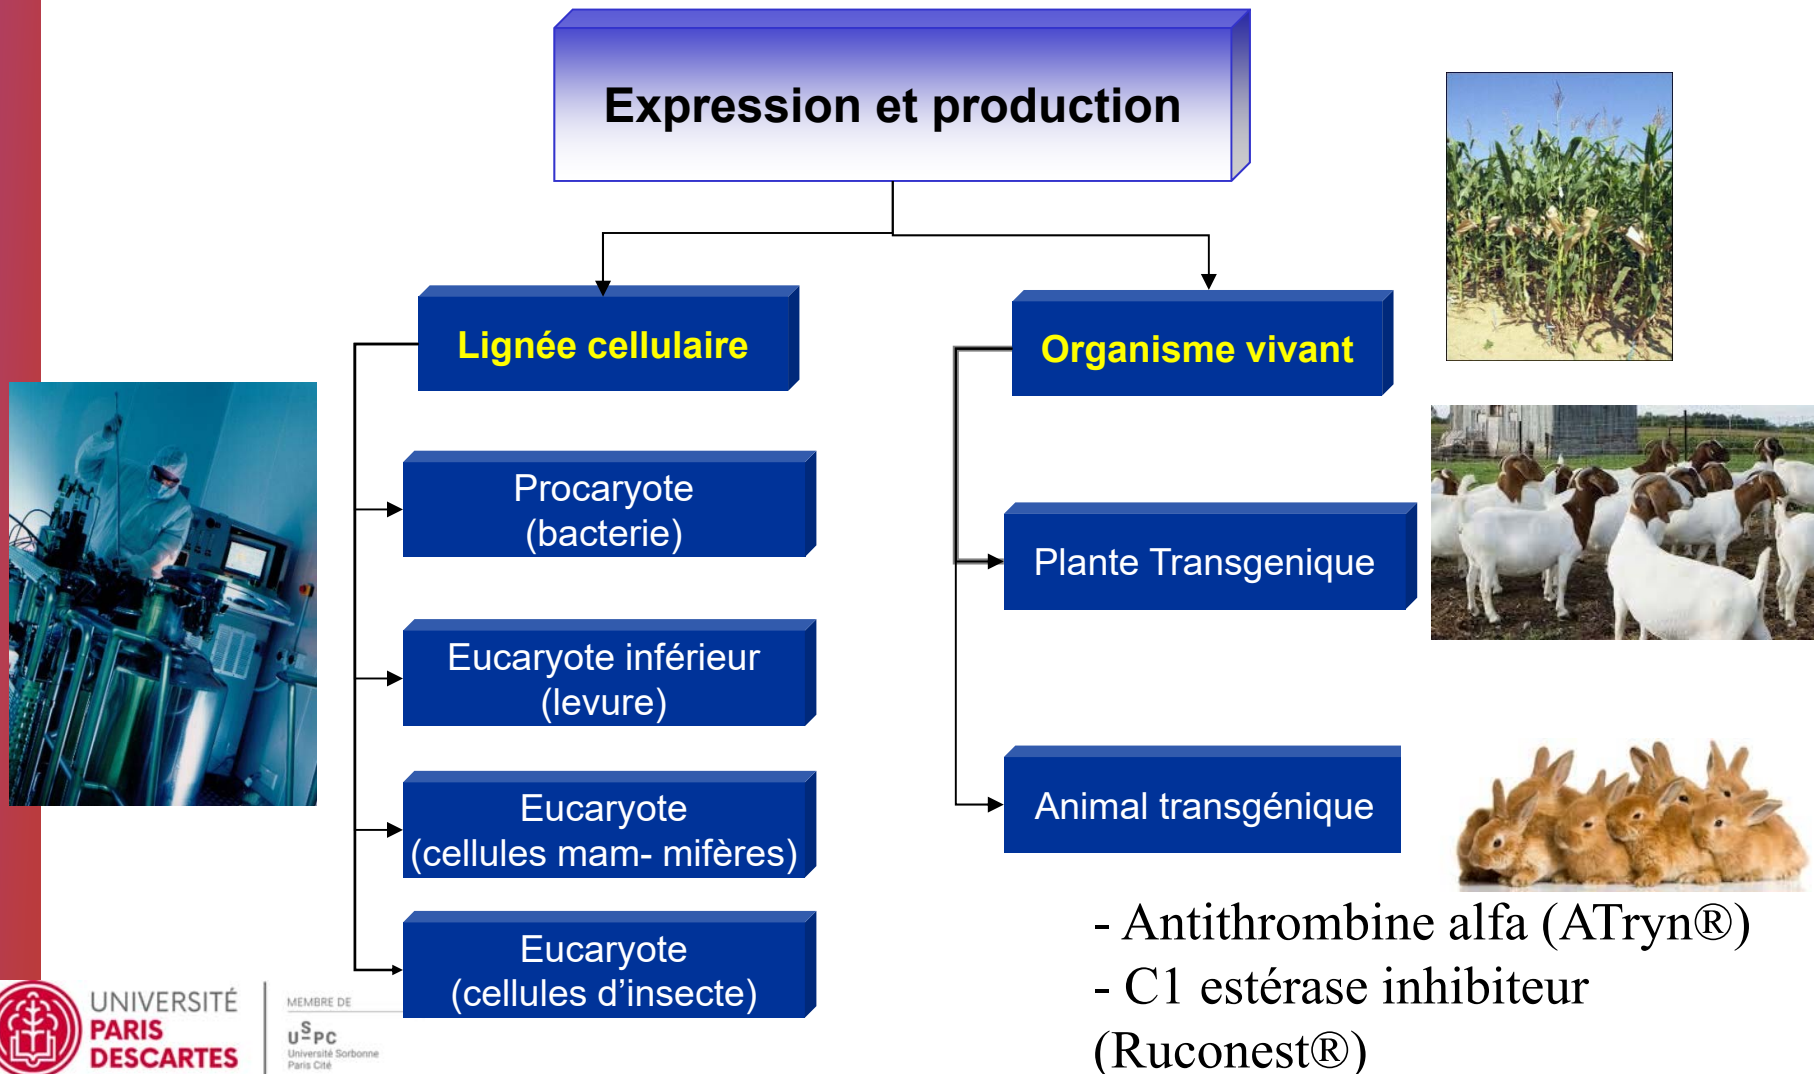 Expression et production
Lignée cellulaire
Organisme vivant
Procaryote
(bacterie)
Plante Transgenique
Eucaryote inférieur
(levure)
Animal transgénique
Eucaryote
(cellules mam- mifères)
Eucaryote
(cellules d’insecte)
- Antithrombine alfa (ATryn®)
- C1 estérase inhibiteur
(Ruconest®)
UNIVERSITÉ
PARIS
DESCARTES
MEMBRE DE
USPC
Université Sorbonne
Paris Cité